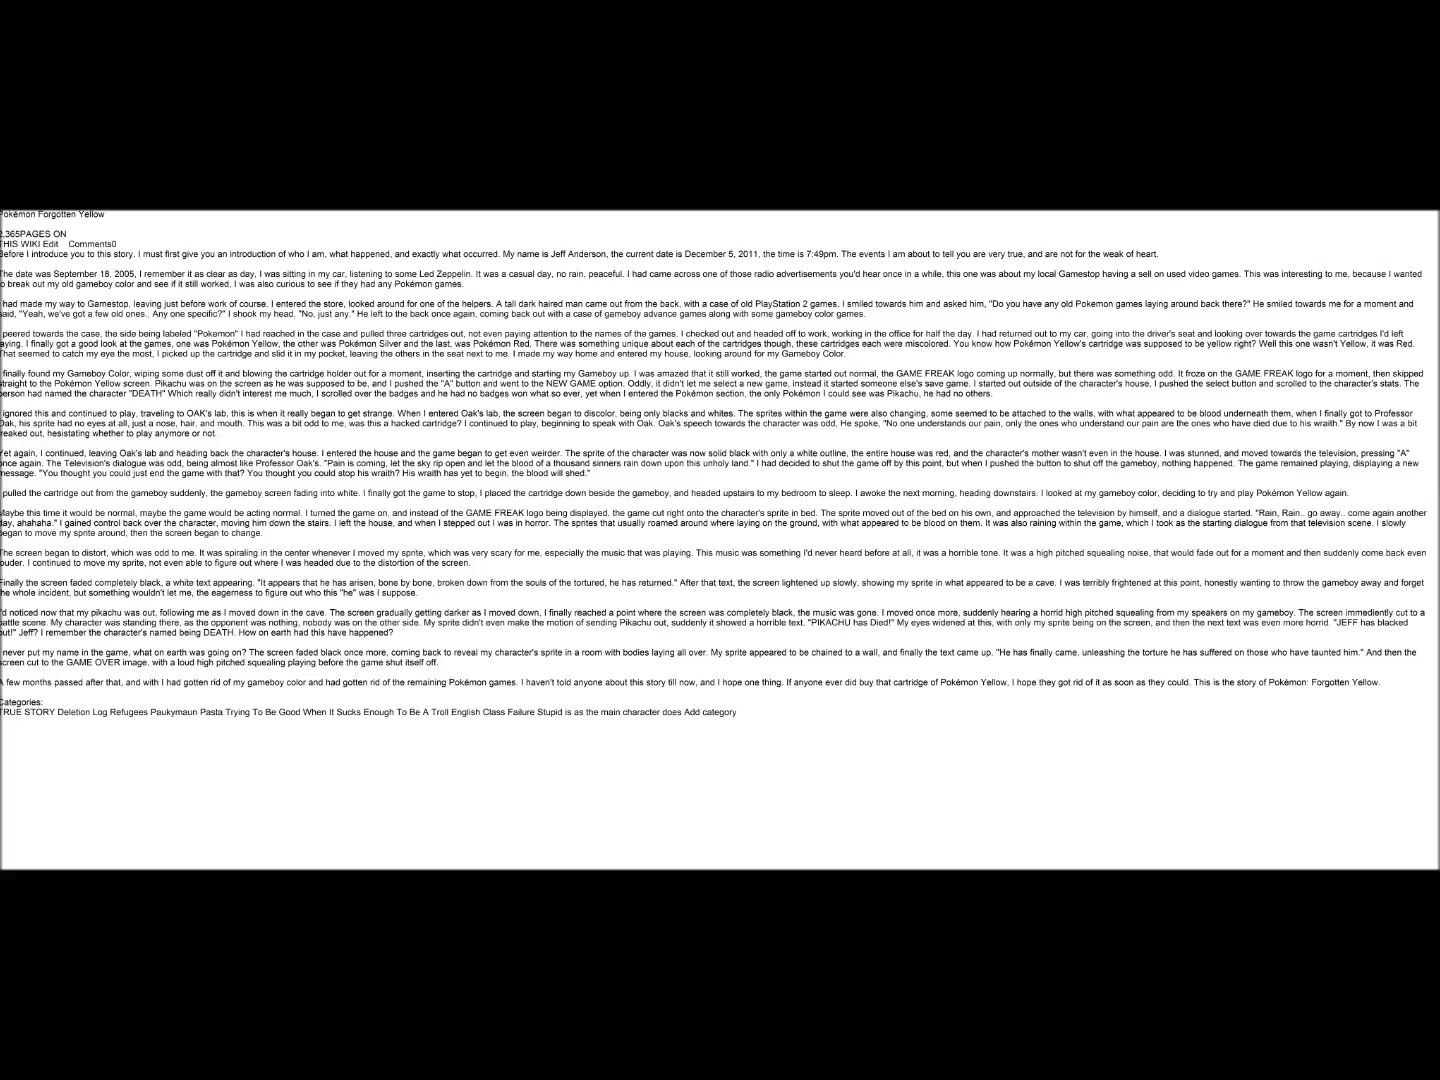 Pokémon Forgotten Yellow
2,365PAGES ON
THIS WIKI Edit Comments0
Before I introduce you to this story, I must first give you an introduction of who I am, what happened, and exactly what occurred. My name is Jeff Anderson, the current date is December 5, 2011, the time is 7:49pm. The events I am about to tell you are very true, and are not for the weak of heart.
The date was September 18, 2005, I remember it as clear as day, I was sitting in my car, listening to some Led Zeppelin. It was a casual day, no rain, peaceful. I had came across one of those radio advertisements you'd hear once in a while, this one was about my local Gamestop having a sell on used video games. This was interesting to me, because I wanted
to break out my old gameboy color and see if it still worked, I was also curious to see if they had any Pokémon games.
had made my way to Gamestop, leaving just before work of course. I entered the store, looked around for one of the helpers. A tall dark haired man came out from the back, with a case of old PlayStation 2 games, I smiled towards him and asked him, "Do you have any old Pokemon games laying around back there?" He smiled towards me for a moment and
said, "Yeah, we've got a few old ones.. Any one specific?" I shook my head, "No, just any." He left to the back once again, coming back out with a case of gameboy advance games along with some gameboy color games.
peered towards the case, the side being labeled "Pokemon" I had reached in the case and pulled three cartridges out, not even paying attention to the names of the games. I checked out and headed off to work, working in the office for half the day. I had returned out to my car, going into the driver's seat and looking over towards the game cartridges I'd left
laying. I finally got a good look at the games, one was Pokémon Yellow, the other was Pokémon Silver and the last, was Pokémon Red. There was something unique about each of the cartridges though, these cartridges each were miscolored. You know how Pokémon Yellow's cartridge was supposed to be yellow right? Well this one wasn't Yellow, it was Red.
That seemed to catch my eye the most, I picked up the cartridge and slid it in my pocket, leaving the others in the seat next to me. I made my way home and entered my house, looking around for my Gameboy Color.
finally found my Gameboy Color, wiping some dust off it and blowing the cartridge holder out for a moment, inserting the cartridge and starting my Gameboy up. I was amazed that it still worked, the game started out normal, the GAME FREAK logo coming up normally, but there was something odd. It froze on the GAME FREAK logo for a moment, then skipped
straight to the Pokémon Yellow screen. Pikachu was on the screen as he was supposed to be, and I pushed the "A" button and went to the NEW GAME option. Oddly, it didn't let me select a new game, instead it started someone else's save game. I started out outside of the character's house, I pushed the select button and scrolled to the character's stats. The
person had named the character "DEATH" Which really didn't interest me much, I scrolled over the badges and he had no badges won what so ever, yet when I entered the Pokémon section, the only Pokémon I could see was Pikachu, he had no others.
ignored this and continued to play, traveling to OAK's lab, this is when it really began to get strange. When I entered Oak's lab, the screen began to discolor, being only blacks and whites. The sprites within the game were also changing, some seemed to be attached to the walls, with what appeared to be blood underneath them, when I finally got to Professor
Oak, his sprite had no eyes at all, just a nose, hair, and mouth. This was a bit odd to me, was this a hacked cartridge? I continued to play, beginning to speak with Oak. Oak's speech towards the character was odd, He spoke, "No one understands our pain, only the ones who understand our pain are the ones who have died due to his wraith." By now I was a bit
freaked out, hesistating whether to play anymore or not.
Yet again, I continued, leaving Oak's lab and heading back the character's house. I entered the house and the game began to get even weirder. The sprite of the character was now solid black with only a white outline, the entire house was red, and the character's mother wasn't even in the house. I was stunned, and moved towards the television, pressing "A"
once again. The Television's dialogue was odd, being almost like Professor Oak's. "Pain is coming, let the sky rip open and let the blood of a thousand sinners rain down upon this unholy land." I had decided to shut the game off by this point, but when I pushed the button to shut off the gameboy, nothing happened. The game remained playing, displaying a new
message. "You thought you could just end the game with that? You thought you could stop his wraith? His wraith has yet to begin, the blood will shed."
pulled the cartridge out from the gameboy suddenly, the gameboy screen fading into white. I finally got the game to stop, I placed the cartridge down beside the gameboy, and headed upstairs to my bedroom to sleep. I awoke the next morning, heading downstairs. I looked at my gameboy color, deciding to try and play Pokémon Yellow again.
Maybe this time it would be normal, maybe the game would be acting normal. I turned the game on, and instead of the GAME FREAK logo being displayed, the game cut right onto the character's sprite in bed. The sprite moved out of the bed on his own, and approached the television by himself, and a dialogue started. "Rain, Rain.. go away.. come again another
day, ahahaha." I gained control back over the character, moving him down the stairs. I left the house, and when I stepped out I was in horror. The sprites that usually roamed around where laying on the ground, with what appeared to be blood on them. It was also raining within the game, which I took as the starting dialogue from that television scene. I slowly
began to move my sprite around, then the screen began to change.
The screen began to distort, which was odd to me. It was spiraling in the center whenever I moved my sprite, which was very scary for me, especially the music that was playing. This music was something I'd never heard before at all, it was a horrible tone. It was a high pitched squealing noise, that would fade out for a moment and then suddenly come back even
louder. I continued to move my sprite, not even able to figure out where I was headed due to the distortion of the screen.
Finally the screen faded completely black, a white text appearing. "It appears that he has arisen, bone by bone, broken down from the souls of the tortured, he has returned." After that text, the screen lightened up slowly, showing my sprite in what appeared to be a cave. I was terribly frightened at this point, honestly wanting to throw the gameboy away and forget
the whole incident, but something wouldn't let me, the eagerness to figure out who this "he" was I suppose.
I'd noticed now that my pikachu was out, following me as I moved down in the cave. The screen gradually getting darker as I moved down, I finally reached a point where the screen was completely black, the music was gone. I moved once more, suddenly hearing a horrid high pitched squealing from my speakers on my gameboy. The screen immediently cut to a
battle scene. My character was standing there, as the opponent was nothing, nobody was on the other side. My sprite didn't even make the motion of sending Pikachu out, suddenly it showed a horrible text. "PIKACHU has Died!" My eyes widened at this, with only my sprite being on the screen, and then the next text was even more horrid. "JEFF has blacked
out!" Jeff? I remember the character's named being DEATH. How on earth had this have happened?
never put my name in the game, what on earth was going on? The screen faded black once more, coming back to reveal my character's sprite in a room with bodies laying all over. My sprite appeared to be chained to a wall, and finally the text came up. "He has finally came, unleashing the torture he has suffered on those who have taunted him." And then the
screen cut to the GAME OVER image, with a loud high pitched squealing playing before the game shut itself off.
A few months passed after that, and with I had gotten rid of my gameboy color and had gotten rid of the remaining Pokémon games. I haven't told anyone about this story till now, and I hope one thing. If anyone ever did buy that cartridge of Pokémon Yellow, I hope they got rid of it as soon as they could. This is the story of Pokémon: Forgotten Yellow.
Categories:
TRUE STORY Deletion Log Refugees Paukymaun Pasta Trying To Be Good When It Sucks Enough To Be A Troll English Class Failure Stupid is as the main character does Add category